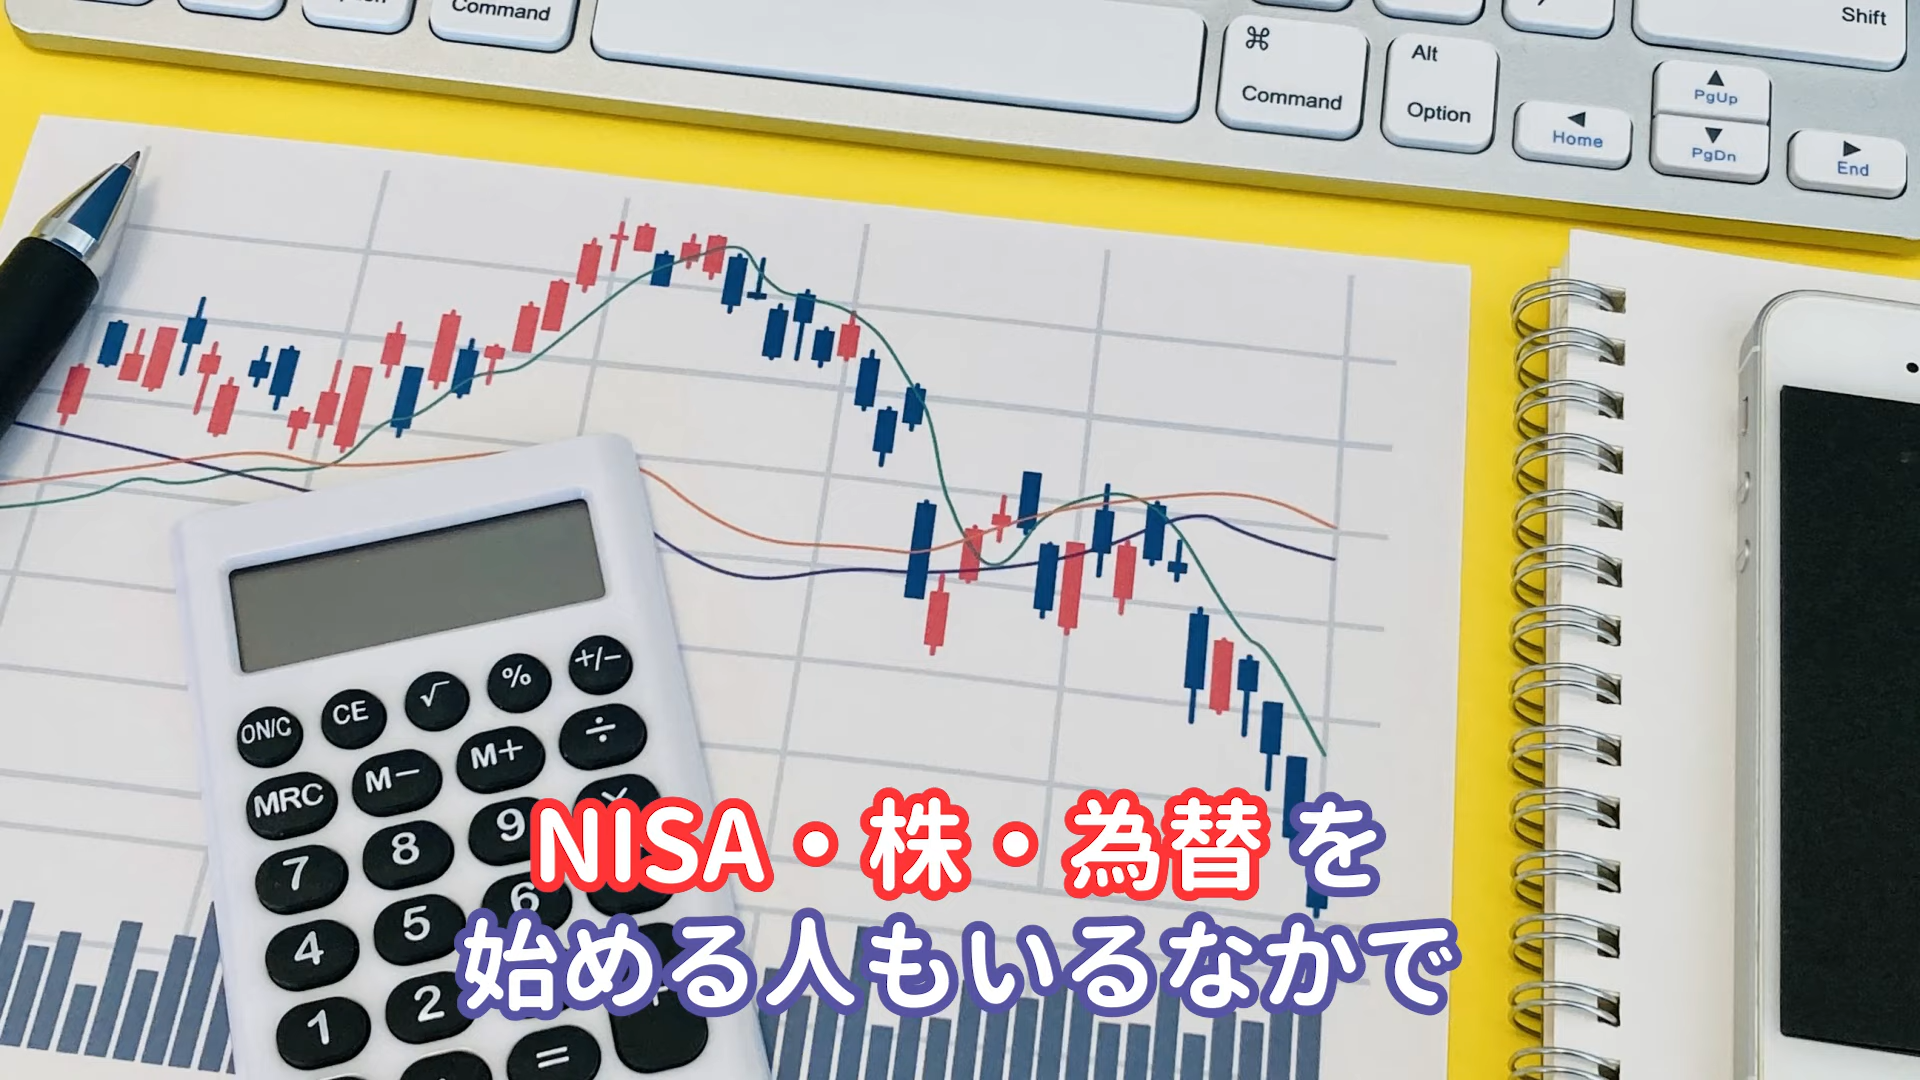 Command
⌘
Command
Alt
Option
Shift
▲
PgUp
◀
Home
▼
PgDn
▶
End
ON/C
CE
√
%
+/−
MRC
M−
M+
÷
7
8
9
4
5
6
1
2
=
NISA・株・為替を
始める人もいるなかで